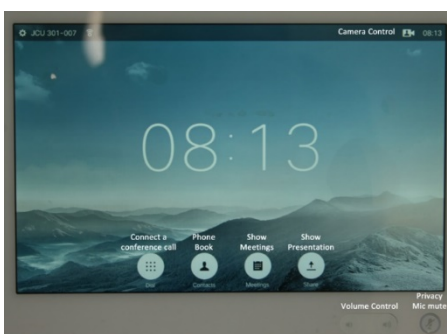 JCU 301-007
Camera Control
08:13
08:13
Connect a
conference call
Phone
Book
Show
Meetings
Show
Presentation
Dial
Contacts
Meetings
Share
Volume Control
Privacy
Mic mute